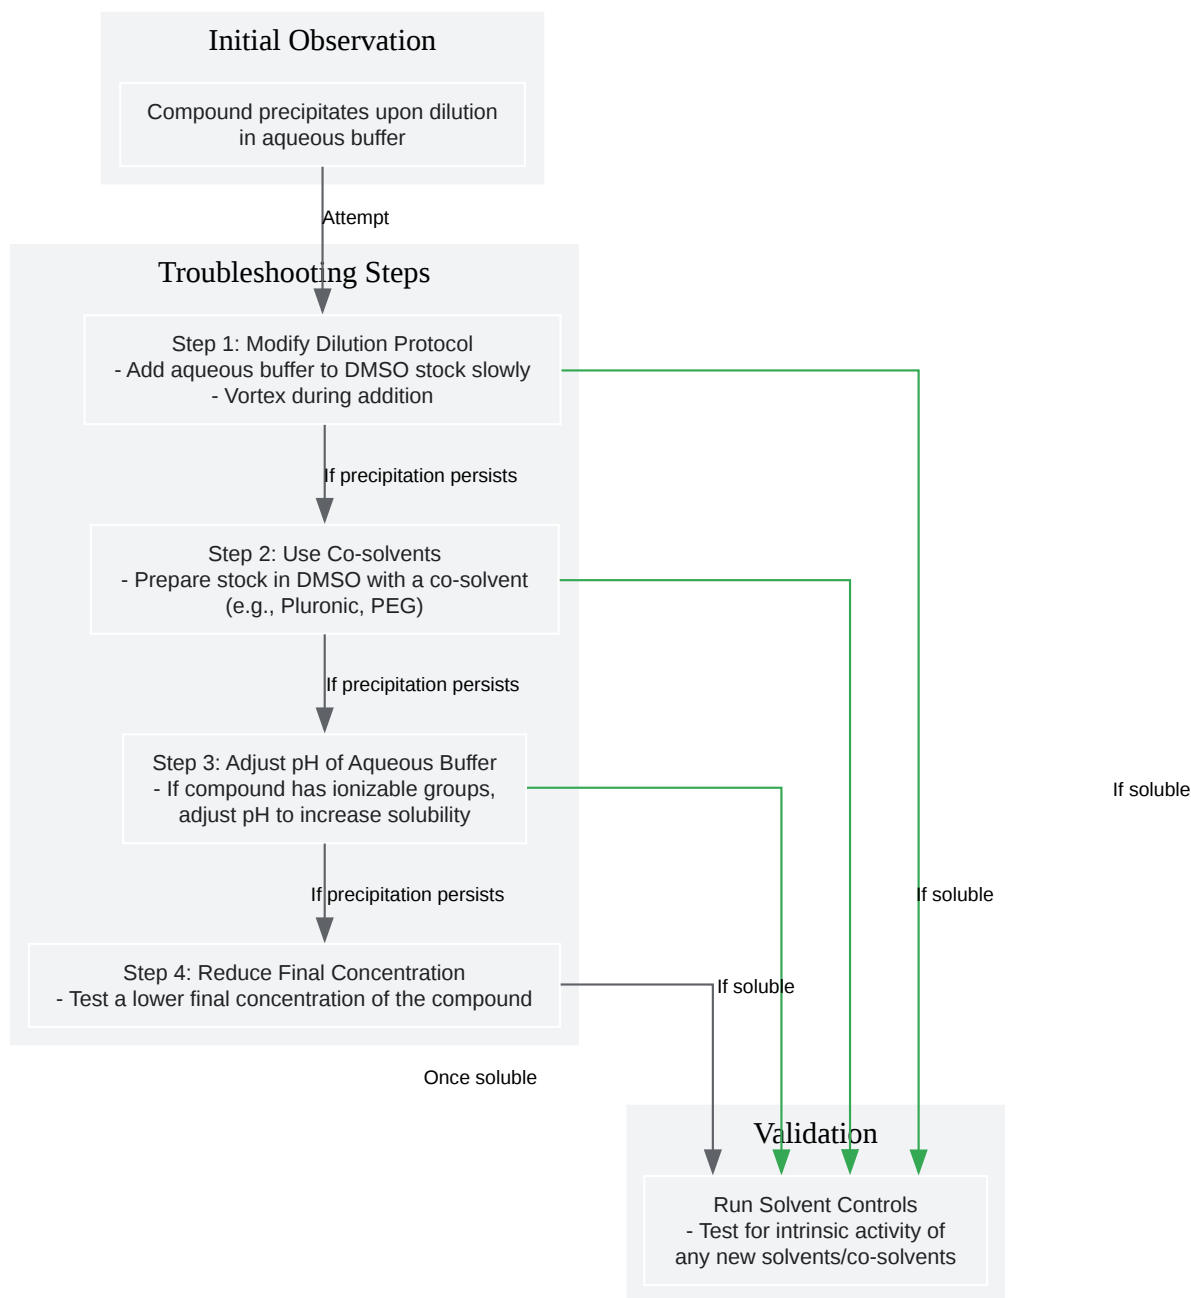 Initial Observation
Compound precipitates upon dilution
in aqueous buffer
Attempt
Troubleshooting Steps
Step 1: Modify Dilution Protocol
- Add aqueous buffer to DMSO stock slowly
- Vortex during addition
If precipitation persists
Step 2: Use Co-solvents
- Prepare stock in DMSO with a co-solvent
(e.g., Pluronic, PEG)
If precipitation persists
Step 3: Adjust pH of Aqueous Buffer
- If compound has ionizable groups,
adjust pH to increase solubility
If soluble
If precipitation persists
If soluble
Step 4: Reduce Final Concentration
- Test a lower final concentration of the compound
If soluble
Once soluble
Validation
Run Solvent Controls
- Test for intrinsic activity of
any new solvents/co-solvents